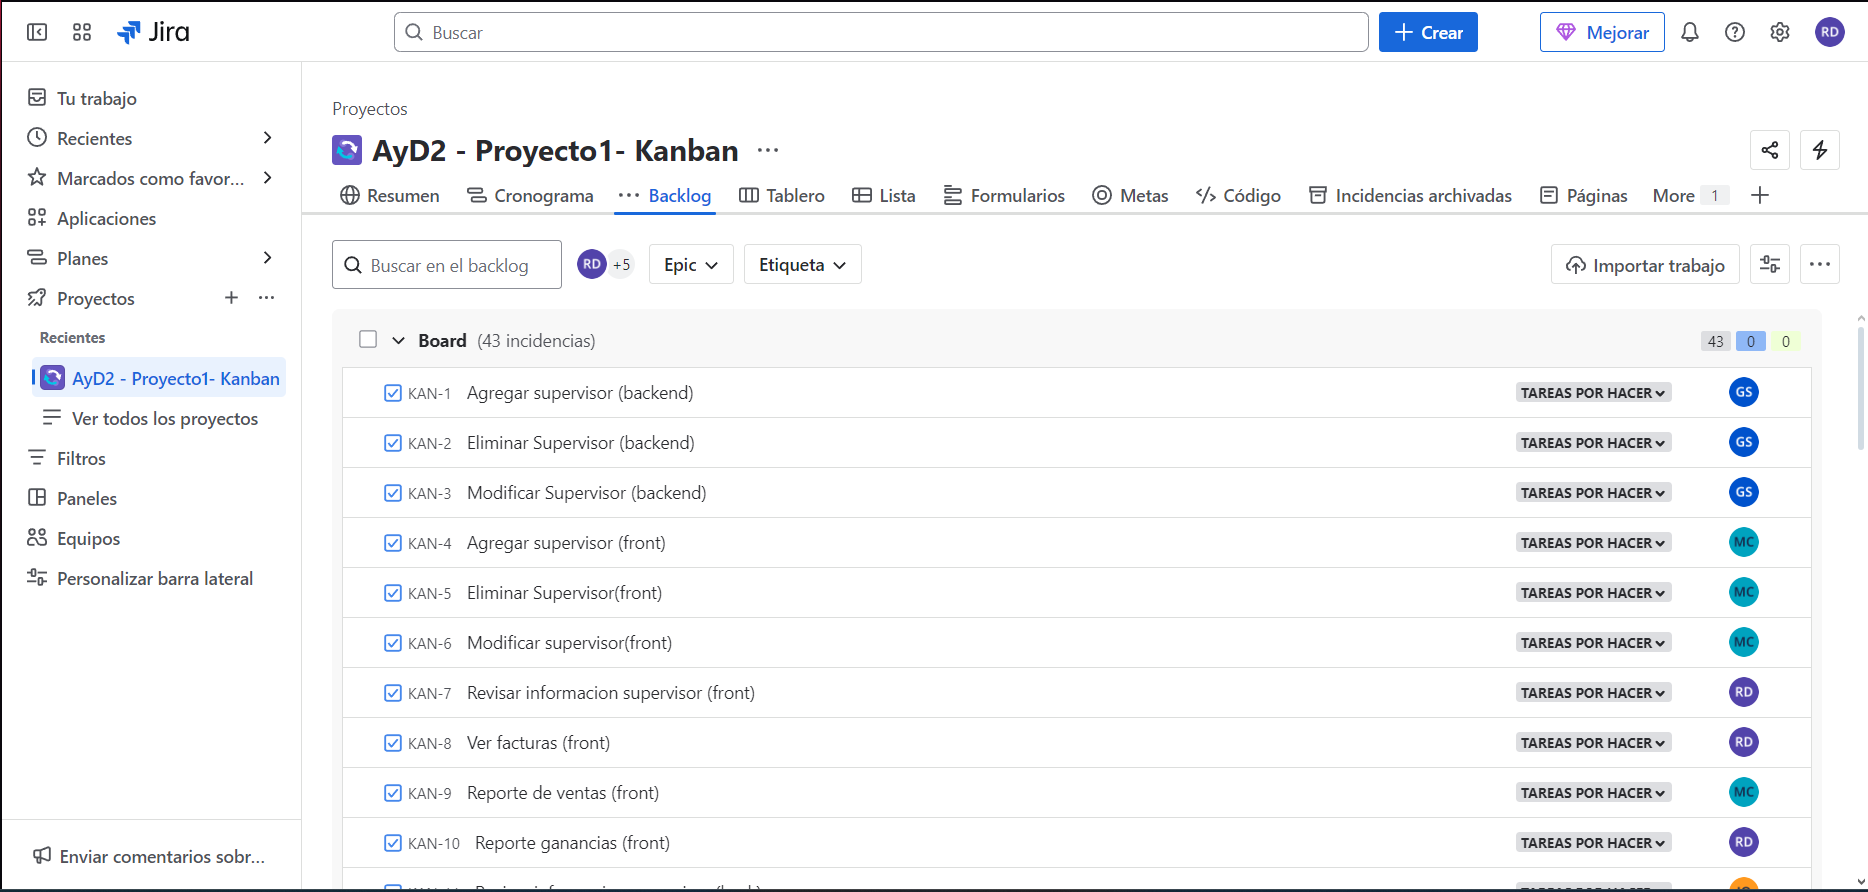 Jira
Buscar
Crear
Mejorar
RD
Tu trabajo
Recientes
Marcados como favor...
Aplicaciones
Planes
Proyectos
Recientes
AyD2 - Proyecto1- Kanban
Ver todos los proyectos
Filtros
Paneles
Equipos
Personalizar barra lateral
Enviar comentarios sobr...
Proyectos
AyD2 - Proyecto1- Kanban
Resumen Cronograma Backlog Tablero Lista Formularios Metas Código Incidencias archivadas Páginas More 1
Buscar en el backlog RD +5 Epic Etiqueta Importar trabajo
Board (43 incidencias) 43 0 0
KAN-1 Agregar supervisor (backend) TAREAS POR HACER GS
KAN-2 Eliminar Supervisor (backend) TAREAS POR HACER GS
KAN-3 Modificar Supervisor (backend) TAREAS POR HACER GS
KAN-4 Agregar supervisor (front) TAREAS POR HACER MC
KAN-5 Eliminar Supervisor(front) TAREAS POR HACER MC
KAN-6 Modificar supervisor(front) TAREAS POR HACER MC
KAN-7 Revisar informacion supervisor (front) TAREAS POR HACER RD
KAN-8 Ver facturas (front) TAREAS POR HACER RD
KAN-9 Reporte de ventas (front) TAREAS POR HACER MC
KAN-10 Reporte ganancias (front) TAREAS POR HACER RD